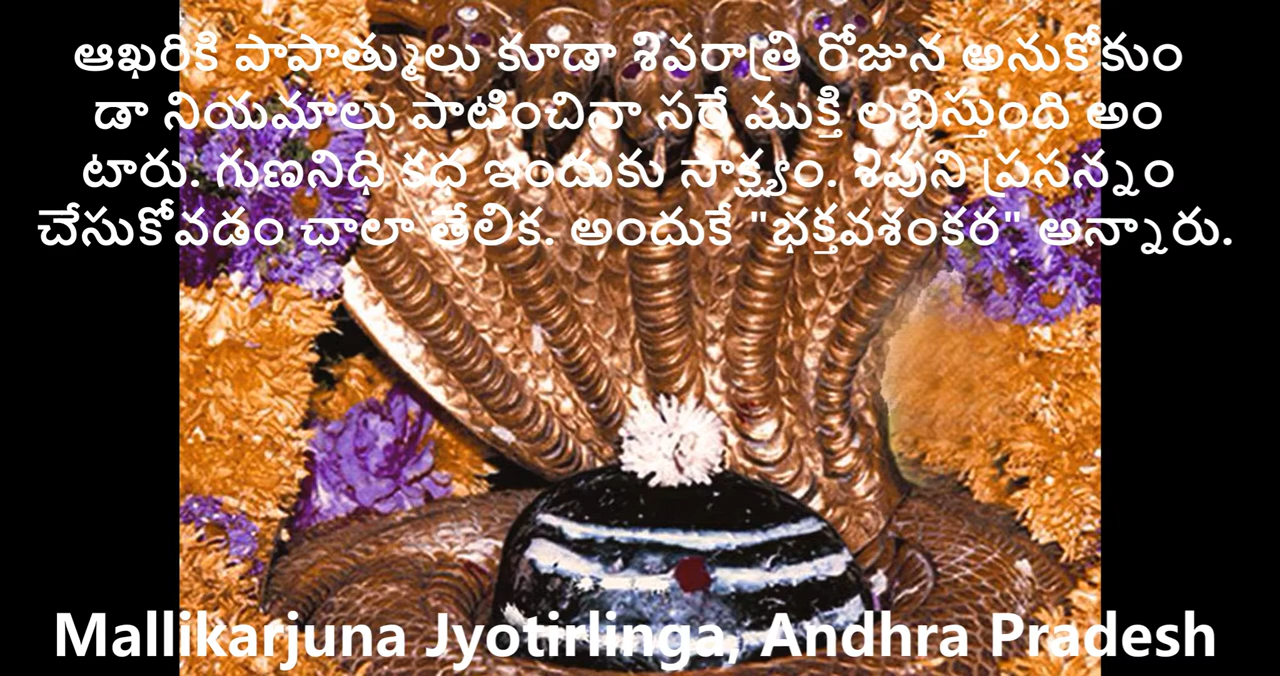 ఆఖరికి పాపాత్ములు కూడా శివరాత్రి రోజున అనుకోకుం
డా నియమాలు పాటించినా సరే ముక్తి లభిస్తుంది అం
టారు. గుణనిధి కధ ఇందుకు సాక్ష్యం. శివుని ప్రసన్నం
చేసుకోవడం చాలా తేలిక. అందుకే "భక్తవశంకర" అన్నారు.
Mallikarjuna Jyotirlinga, Andhra Pradesh